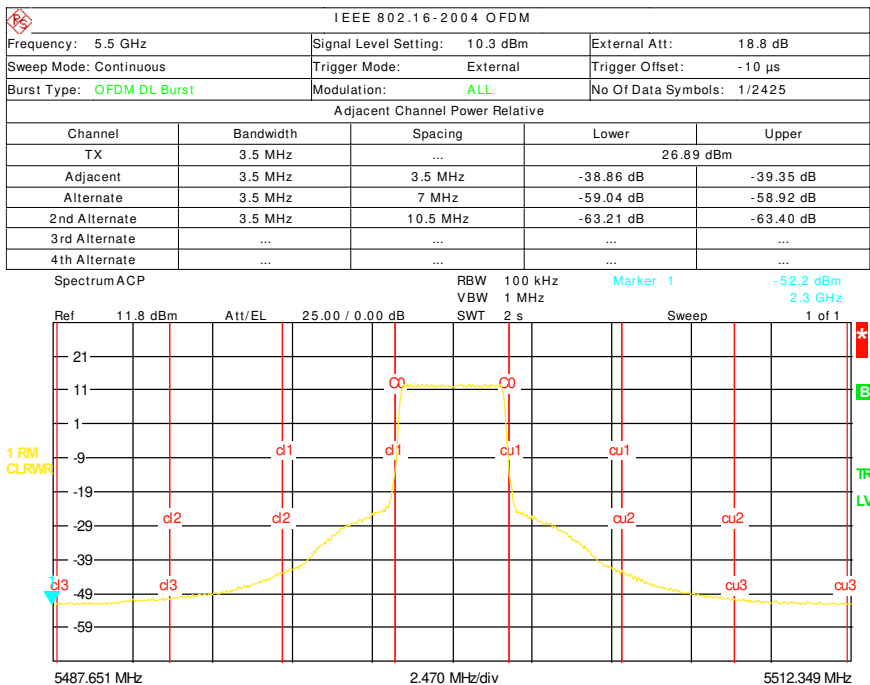 IEEE 802.16-2004 OFDM
Frequency: 5.5 GHz Signal Level Setting: 10.3 dBm External Att: 18.8 dB
Sweep Mode: Continuous Trigger Mode: External Trigger Offset: -10 µs
Burst Type: OFDM DL Burst Modulation: ALL No Of Data Symbols: 1/2425
Adjacent Channel Power Relative
Channel Bandwidth Spacing Lower Upper
TX 3.5 MHz ... 26.89 dBm
Adjacent 3.5 MHz 3.5 MHz -38.86 dB -39.35 dB
Alternate 3.5 MHz 7 MHz -59.04 dB -58.92 dB
2nd Alternate 3.5 MHz 10.5 MHz -63.21 dB -63.40 dB
3rd Alternate ... ... ... ...
4th Alternate ... ... ... ...
Spectrum ACP RBW 100 kHz Marker 1 -52.2 dBm
VBW 1 MHz 2.3 GHz
Ref 11.8 dBm Att/EL 25.00 / 0.00 dB SWT 2 s Sweep 1 of 1
*
21
11 C0 C0 B
1
1 RM -9 cl1 cl1 cu1 cu1
CLRWR TR
-19 LV
-29 cl2 cl2 cu2 cu2
-39
1
-49 cl3 cl3 cu3 cu3
-59
5487.651 MHz 2.470 MHz/div 5512.349 MHz